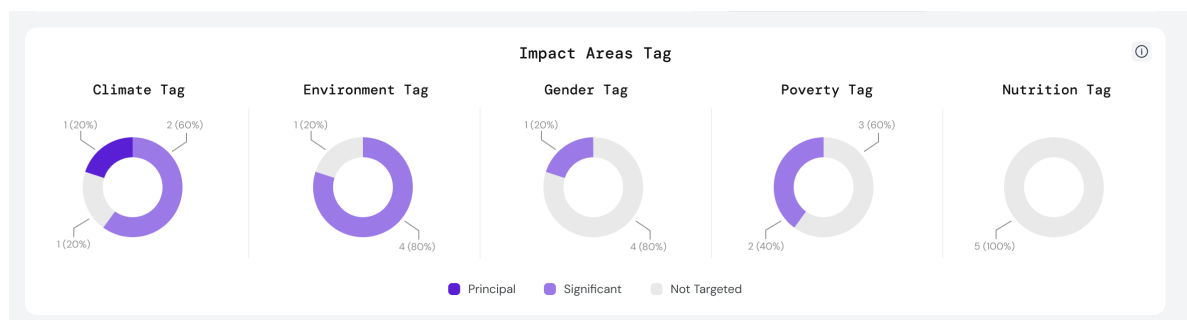 Impact Areas Tag
Climate Tag
1 (20%)
2 (60%)
1 (20%)
Environment Tag
1 (20%)
4 (80%)
Gender Tag
1 (20%)
4 (80%)
Poverty Tag
3 (60%)
2 (40%)
Nutrition Tag
5 (100%)
Principal
Significant
Not Targeted